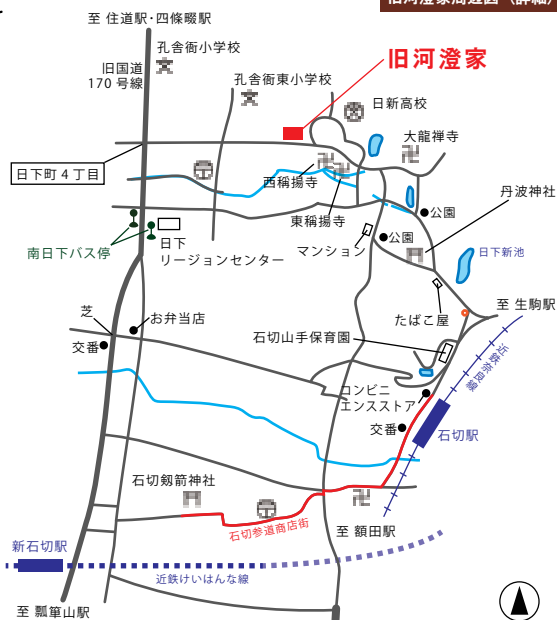 旧河澄家周辺図（詳細）
至 住道駅・四條畷駅
孔舎衙小学校
旧国道
170号線
孔舎衙東小学校
旧河澄家
日新高校
大龍禅寺
日下町4丁目
西稱揚寺
東稱揚寺
丹波神社
公園
公園
マンション
日下
リージョンセンター
南日下バス停
日下新池
たばこ屋
至 生駒駅
芝
お弁当店
交番
石切山手保育園
近鉄奈良線
コンビニ
エンスストア
交番
石切駅
石切剱箭神社
石切参道商店街
至 額田駅
新石切駅
近鉄けいはんな線
至 瓢箪山駅